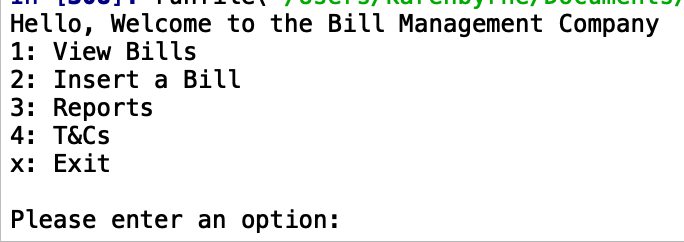 Hello, Welcome to the Bill Management Company
1: View Bills
2: Insert a Bill
3: Reports
4: T&Cs
x: Exit
Please enter an option: